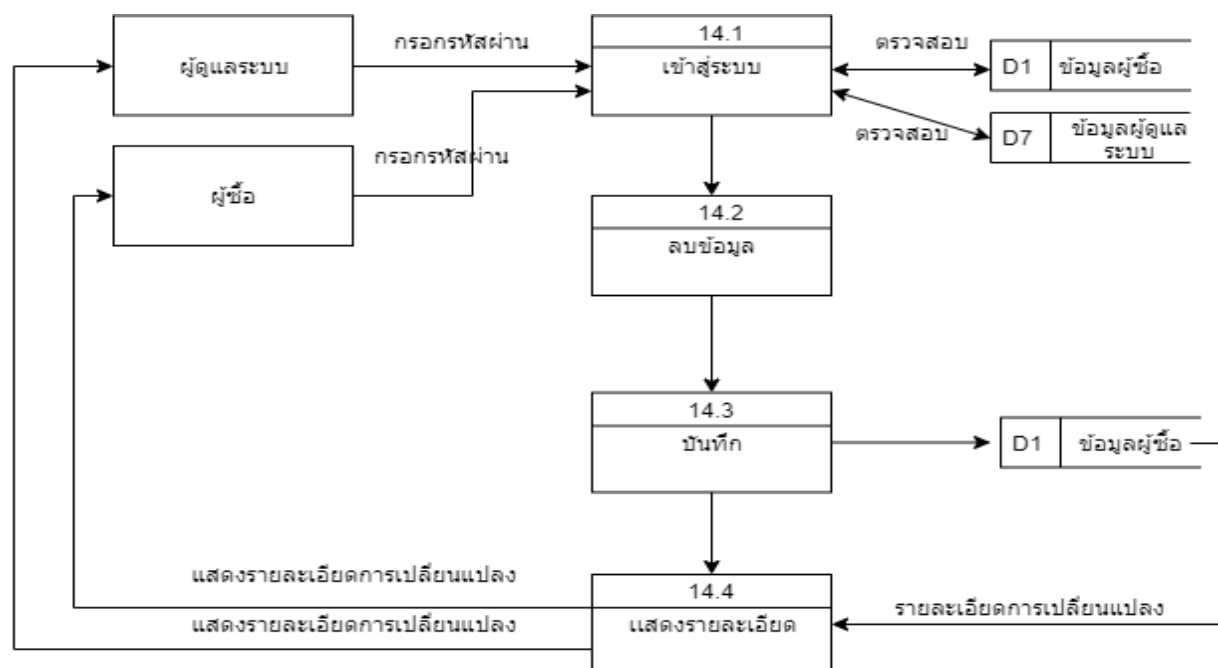 14.1
กรอกรหัสผ่าน
ตรวจสอบ
ผู้ดูแลระบบ
เข้าสู่ระบบ
D1 ข้อมูลผู้ซื้อ
ข้อมูลผู้ดูแล
D7
ระบบ
ตรวจสอบ
กรอกรหัสผ่าน
ผู้ซื้อ
14.2
ลบข้อมูล
14.3
บันทึก
D1 ข้อมูลผู้ซื้อ
แสดงรายละเอียดการเปลี่ยนแปลง
14.4
แสดงรายละเอียดการเปลี่ยนแปลง
แสดงรายละเอียด
รายละเอียดการเปลี่ยนแปลง